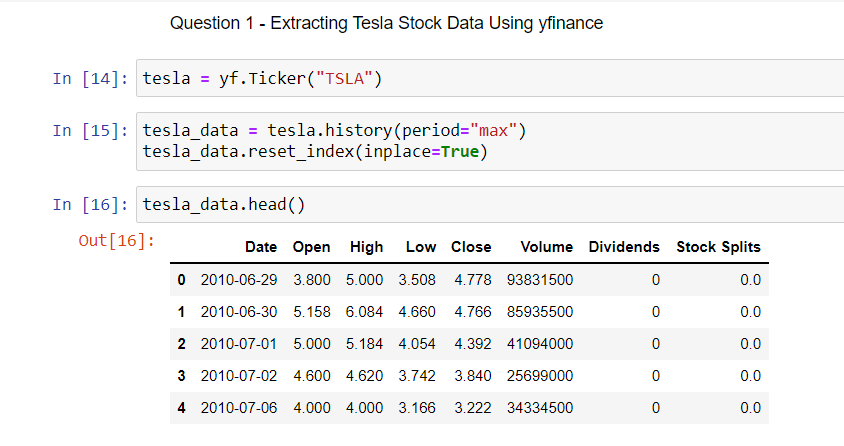 Question 1 - Extracting Tesla Stock Data Using yfinance
In [14]: tesla = yf.Ticker("TSLA")
In [15]: tesla_data = tesla.history(period="max")
tesla_data.reset_index(inplace=True)
In [16]: tesla_data.head()
Out[16]:
Date Open High Low Close Volume Dividends Stock Splits
0 2010-06-29 3.800 5.000 3.508 4.778 93831500 0 0.0
1 2010-06-30 5.158 6.084 4.660 4.766 85935500 0 0.0
2 2010-07-01 5.000 5.184 4.054 4.392 41094000 0 0.0
3 2010-07-02 4.600 4.620 3.742 3.840 25699000 0 0.0
4 2010-07-06 4.000 4.000 3.166 3.222 34334500 0 0.0